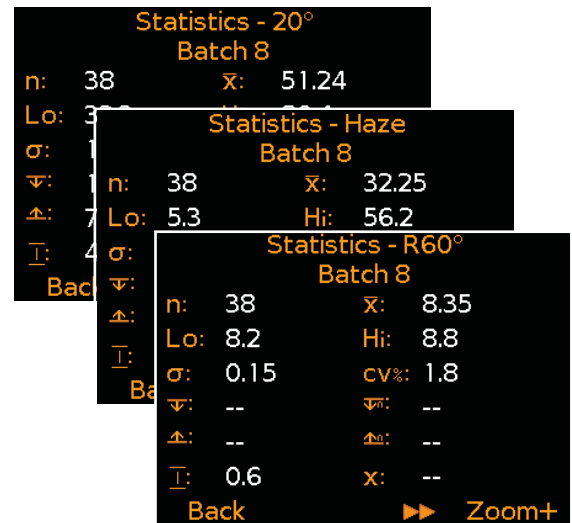 Statistics - 20°
Batch 8
n: 38 x̅: 51.24
Lo:
σ:
Statistics - Haze
Batch 8
n: 38 x̅: 32.25
Lo: 5.3 Hi: 56.2
σ:
Statistics - R60°
Batch 8
n: 38 x̅: 8.35
Lo: 8.2 Hi: 8.8
σ: 0.15 cv%: 1.8
-- --
-- --
0.6 x: --
Back Zoom+